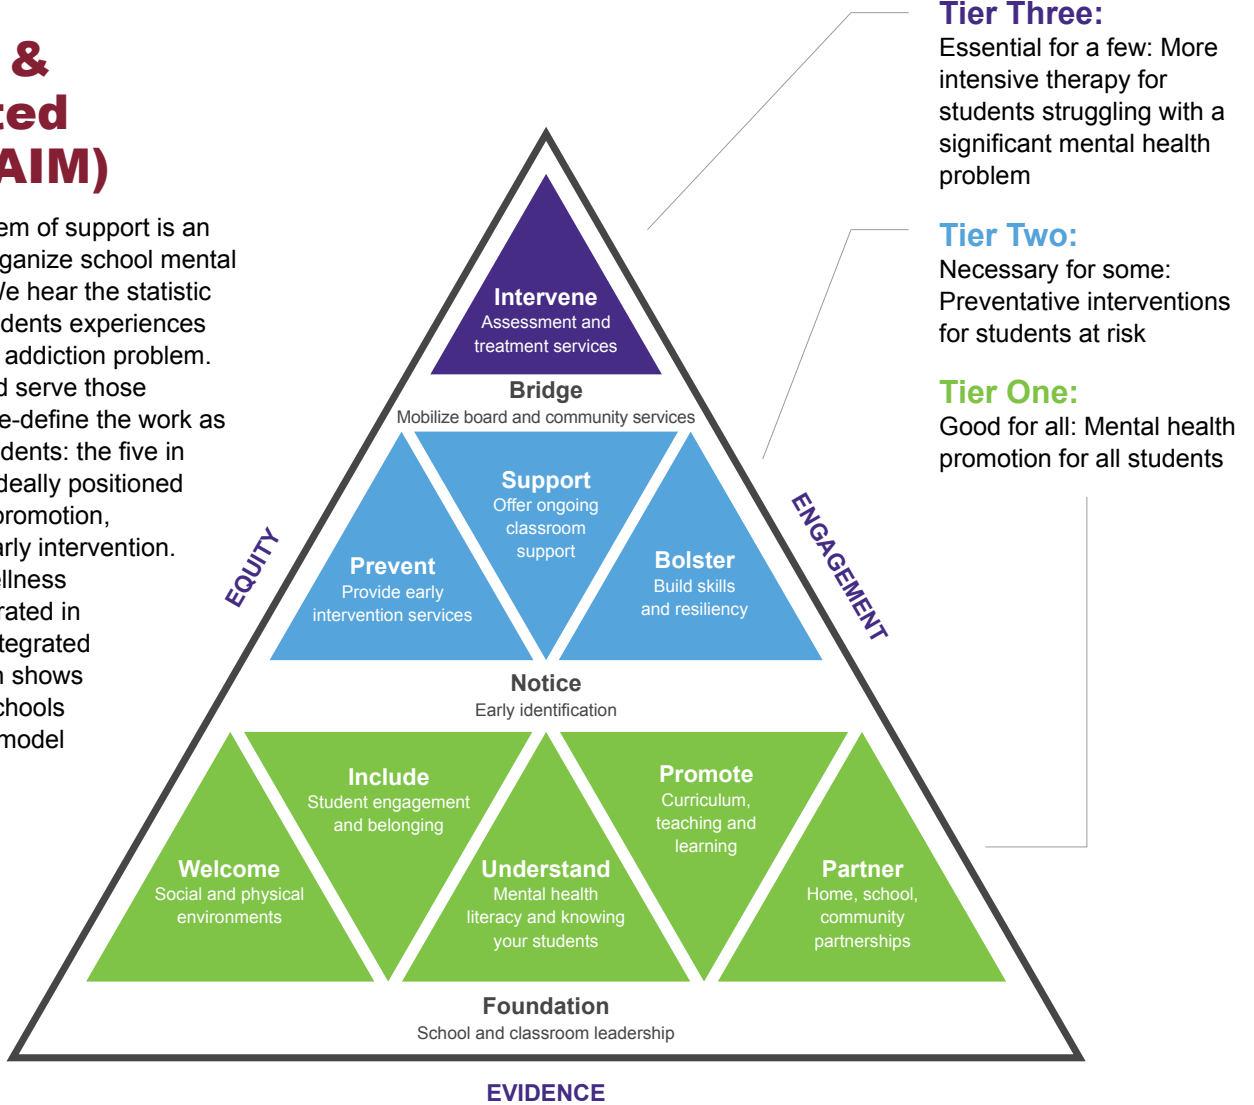 &
ted
AIM)
em of support is an
rganize school mental
We hear the statistic
udents experiences
addiction problem.
d serve those
e-define the work as
dents: the five in
deally positioned
promotion,
arly intervention.
ellness
rated in
ntegrated
n shows
chools
model
Tier Three:
Essential for a few: More
intensive therapy for
students struggling with a
significant mental health
problem
Tier Two:
Necessary for some:
Preventative interventions
for students at risk
Tier One:
Good for all: Mental health
promotion for all students
Intervene
Assessment and
treatment services
Bridge
Mobilize board and community services
Support
Offer ongoing
classroom
support
Prevent
Provide early
intervention services
Bolster
Build skills
and resiliency
EQUITY
ENGAGEMENT
Notice
Early identification
Include
Student engagement
and belonging
Promote
Curriculum,
teaching and
learning
Welcome
Social and physical
environments
Understand
Mental health
literacy and knowing
your students
Partner
Home, school,
community
partnerships
Foundation
School and classroom leadership
EVIDENCE